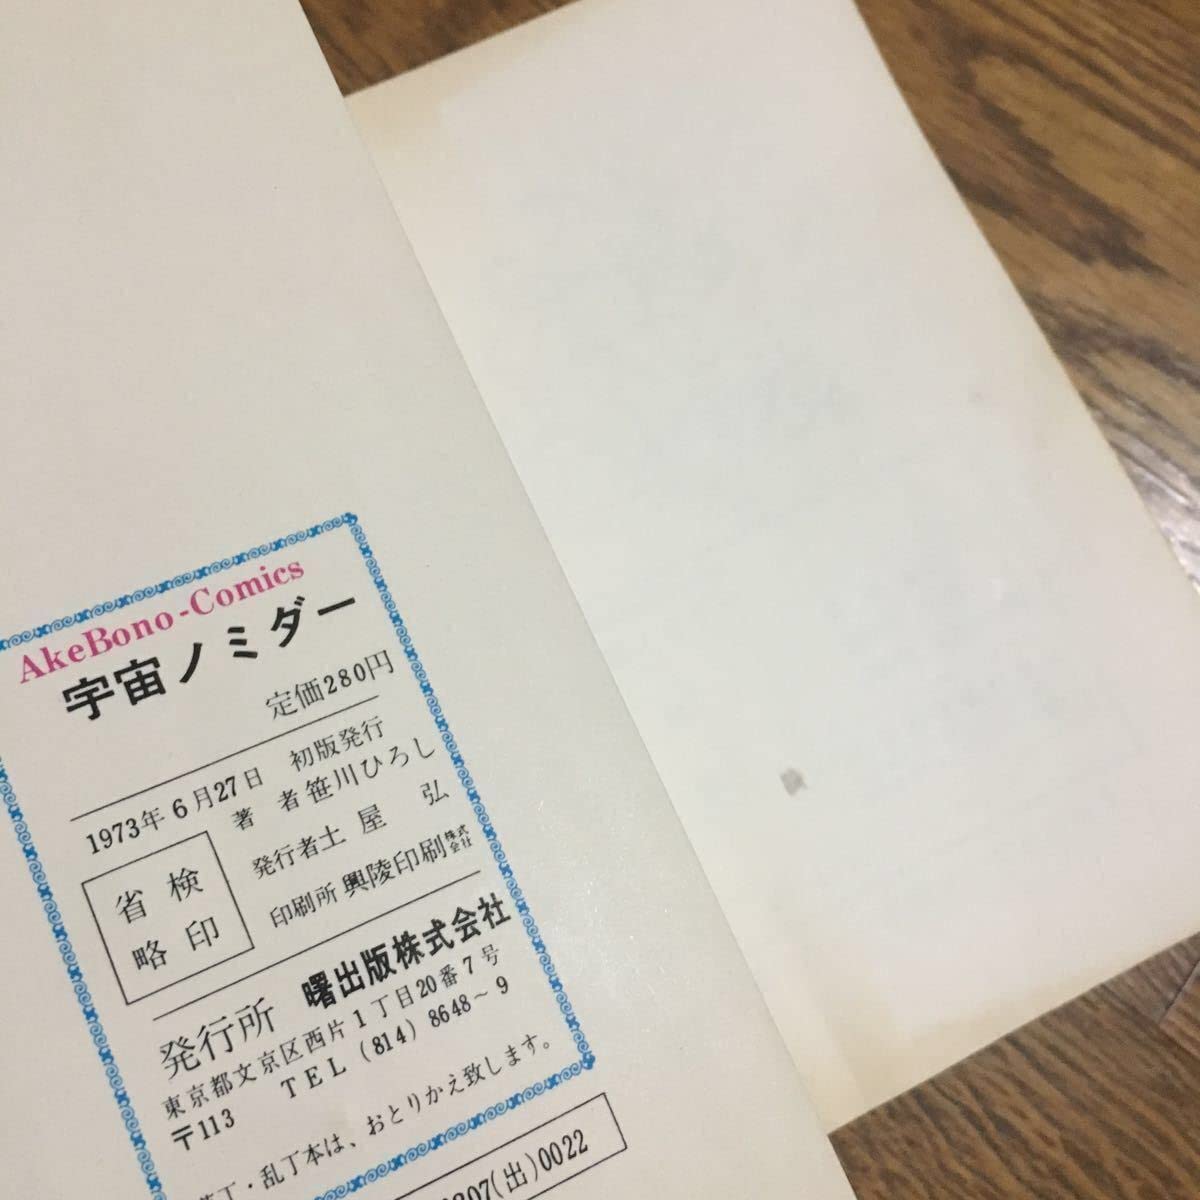 AkeBono-Comics
宇宙ノミダー
定価280円
1973年6月27日 初版発行
著者 笹川ひろし
発行者 土屋弘
印刷所 興陵印刷株式会社
検印
省略
発行所 曙出版株式会社
東京都文京区西片1丁目20番7号
〒113 TEL (814) 8648〜9
丁・乱丁本は、おとりかえ致します。
207(出)0022